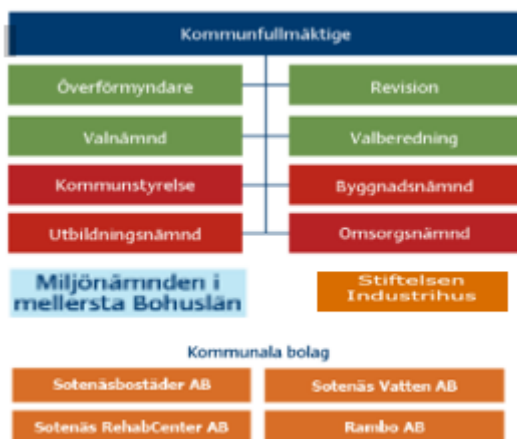 Kommunfullmäktige
Överförmyndare
Revision
Valnämnd
Valberedning
Kommunstyrelse
Byggnadsnämnd
Utbildningsnämnd
Omsorgsnämnd
Miljönämnden i
mellersta Bohuslän
Stiftelsen
Industrihus
Kommunala bolag
Sotenäsbostäder AB
Sotenäs Vatten AB
Sotenäs RehabCenter AB
Rambo AB